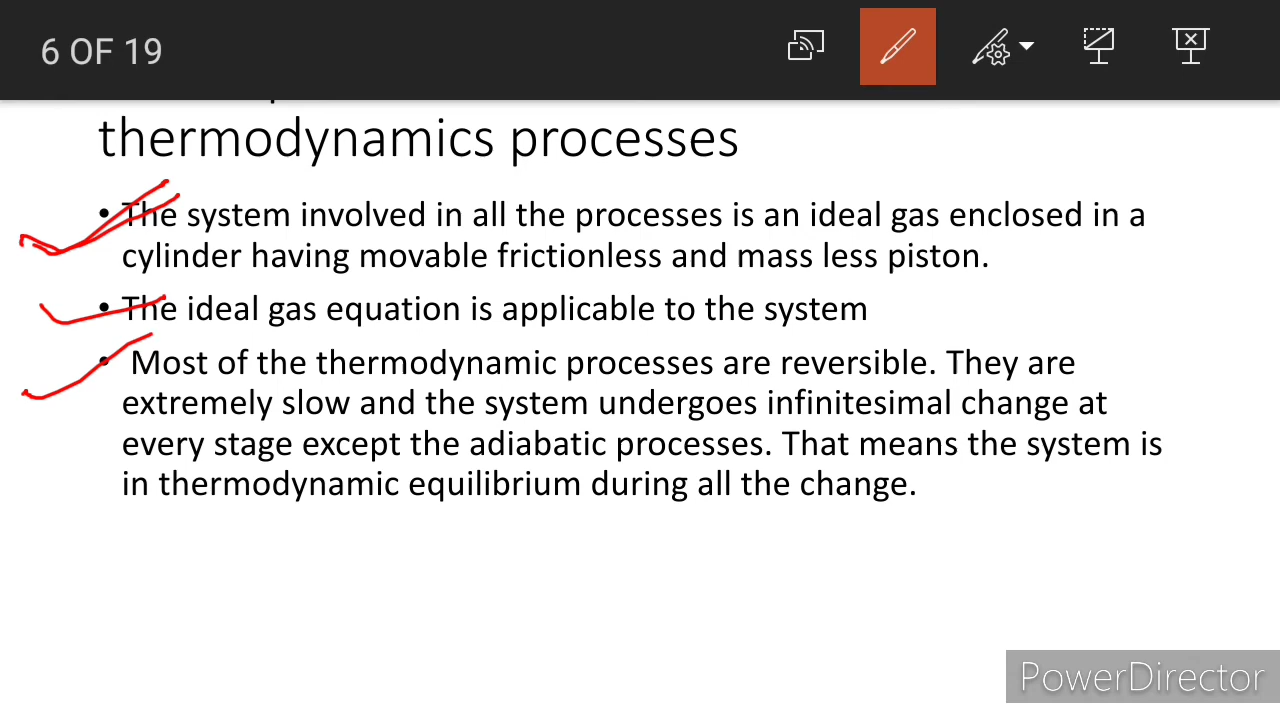 6 OF 19
thermodynamics processes
• The system involved in all the processes is an ideal gas enclosed in a
cylinder having movable frictionless and mass less piston.
• The ideal gas equation is applicable to the system
• Most of the thermodynamic processes are reversible. They are
extremely slow and the system undergoes infinitesimal change at
every stage except the adiabatic processes. That means the system is
in thermodynamic equilibrium during all the change.
PowerDirector